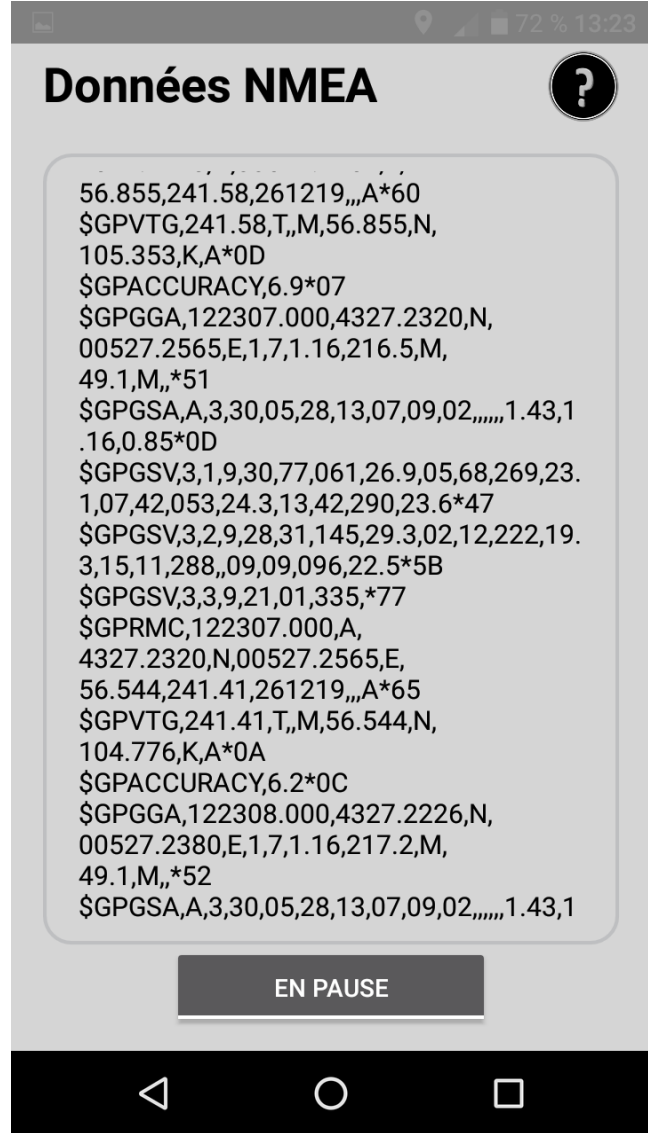 72 % 13:23
Données NMEA
?
56.855,241.58,261219,,,A*60
$GPVTG,241.58,T,,M,56.855,N,
105.353,K,A*0D
$GPACCURACY,6.9*07
$GPGGA,122307.000,4327.2320,N,
00527.2565,E,1,7,1.16,216.5,M,
49.1,M,,*51
$GPGSA,A,3,30,05,28,13,07,09,02,,,,,,1.43,1
.16,0.85*0D
$GPGSV,3,1,9,30,77,061,26.9,05,68,269,23.
1,07,42,053,24.3,13,42,290,23.6*47
$GPGSV,3,2,9,28,31,145,29.3,02,12,222,19.
3,15,11,288,,09,09,096,22.5*5B
$GPGSV,3,3,9,21,01,335,*77
$GPRMC,122307.000,A,
4327.2320,N,00527.2565,E,
56.544,241.41,261219,,,A*65
$GPVTG,241.41,T,,M,56.544,N,
104.776,K,A*0A
$GPACCURACY,6.2*0C
$GPGGA,122308.000,4327.2226,N,
00527.2380,E,1,7,1.16,217.2,M,
49.1,M,,*52
$GPGSA,A,3,30,05,28,13,07,09,02,,,,,,1.43,1
EN PAUSE